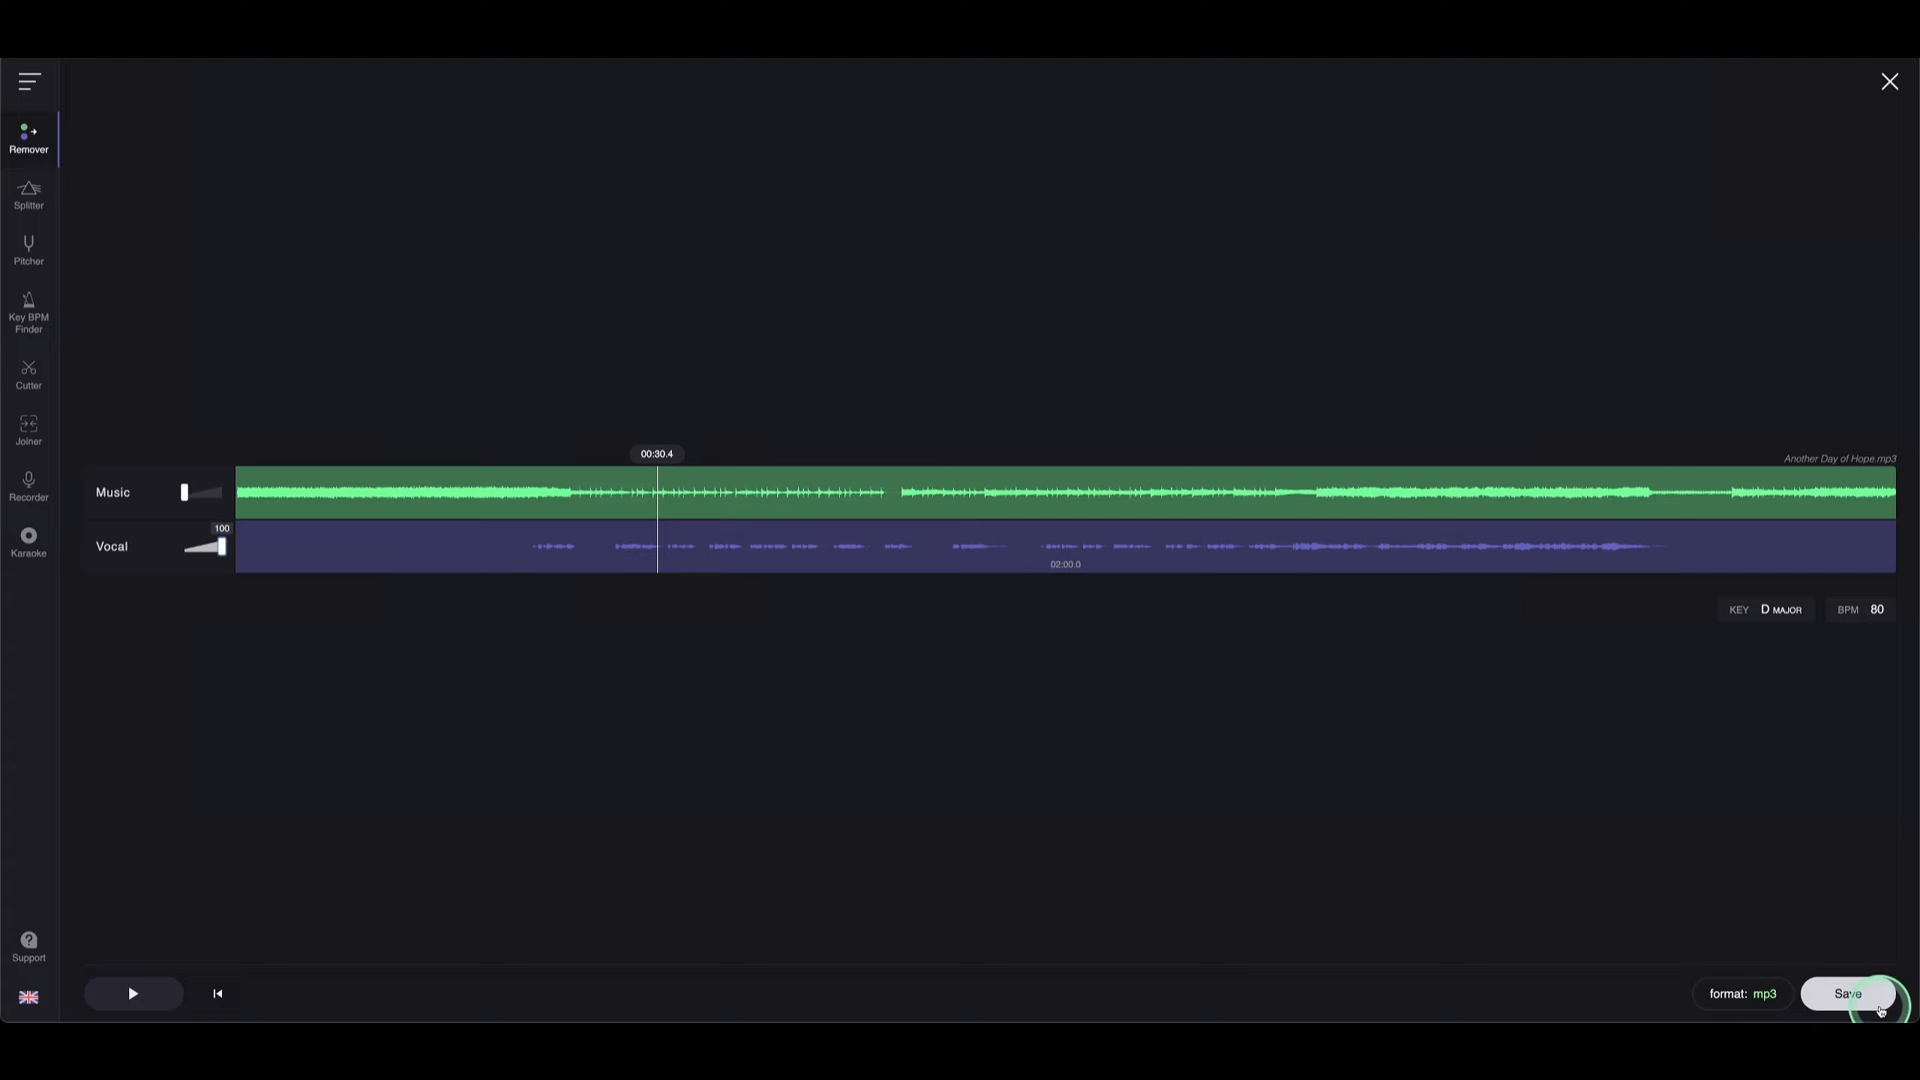 Remover
Splitter
Pitcher
Key BPM
Finder
Cutter
Joiner
Recorder
Karaoke
00:30.4
Another Day of Hope.mp3
Music
100
Vocal
02:00.0
KEY D MAJOR BPM 80
Support
format: mp3 Save